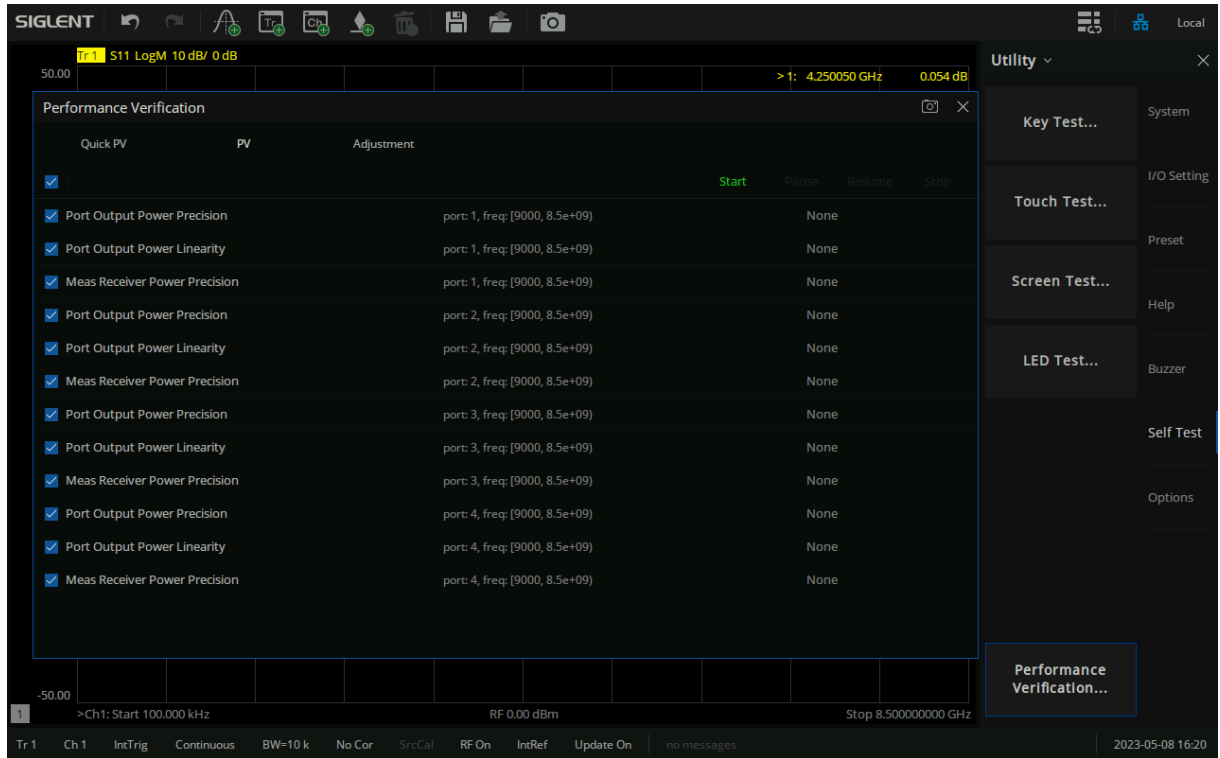 SIGLENT Tr Ch Local
Tr 1 S11 LogM 10 dB/ 0 dB
Utility
50.00
> 1: 4.250050 GHz 0.054 dB
Performance Verification
Quick PV PV Adjustment
Start Pause Resume Stop
Port Output Power Precision port: 1, freq: [9000, 8.5e+09) None
Port Output Power Linearity port: 1, freq: [9000, 8.5e+09) None
Meas Receiver Power Precision port: 1, freq: [9000, 8.5e+09) None
Port Output Power Precision port: 2, freq: [9000, 8.5e+09) None
Port Output Power Linearity port: 2, freq: [9000, 8.5e+09) None
Meas Receiver Power Precision port: 2, freq: [9000, 8.5e+09) None
Port Output Power Precision port: 3, freq: [9000, 8.5e+09) None
Port Output Power Linearity port: 3, freq: [9000, 8.5e+09) None
Meas Receiver Power Precision port: 3, freq: [9000, 8.5e+09) None
Port Output Power Precision port: 4, freq: [9000, 8.5e+09) None
Port Output Power Linearity port: 4, freq: [9000, 8.5e+09) None
Meas Receiver Power Precision port: 4, freq: [9000, 8.5e+09) None
-50.00
1 >Ch1: Start 100.000 kHz RF 0.00 dBm Stop 8.500000000 GHz
Key Test...
Touch Test...
Screen Test...
LED Test...
Performance
Verification...
System
I/O Setting
Preset
Help
Buzzer
Self Test
Options
Tr 1 Ch 1 IntTrig Continuous BW=10 k No Cor SrcCal RF On IntRef Update On no messages 2023-05-08 16:20